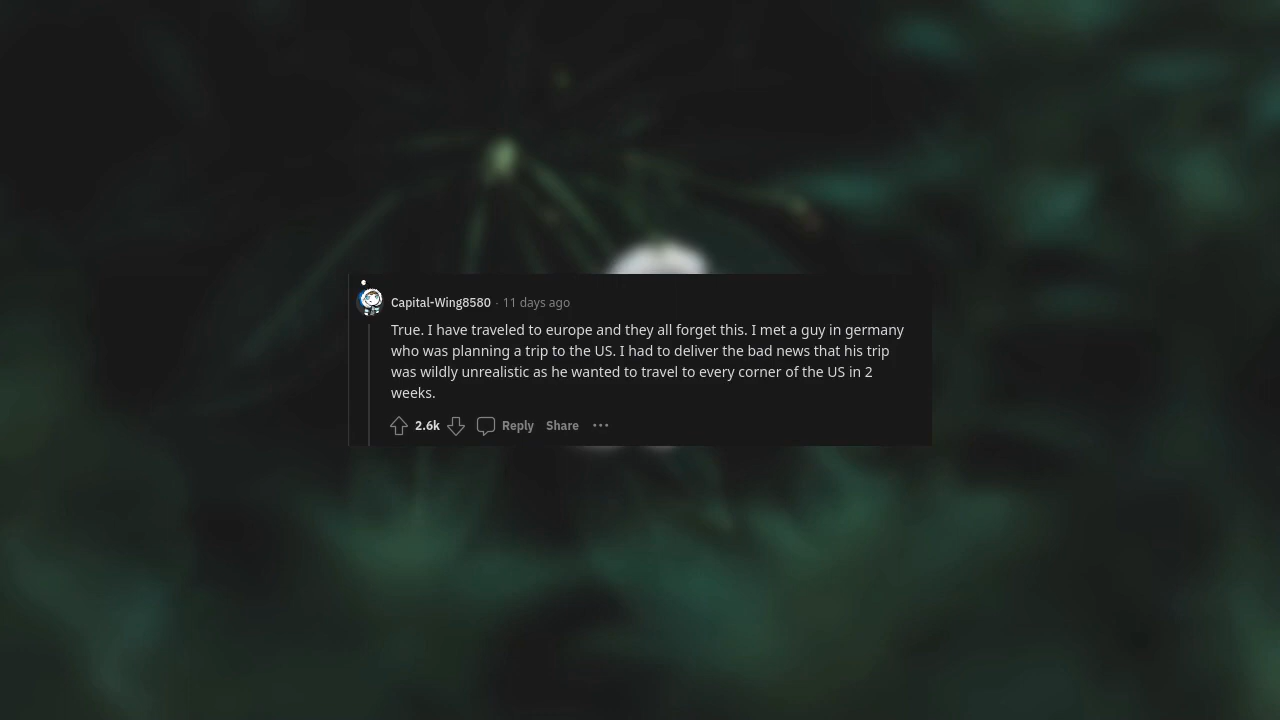 Capital-Wing8580 · 11 days ago
True. I have traveled to europe and they all forget this. I met a guy in germany
who was planning a trip to the US. I had to deliver the bad news that his trip
was wildly unrealistic as he wanted to travel to every corner of the US in 2
weeks.
2.6k Reply Share ···